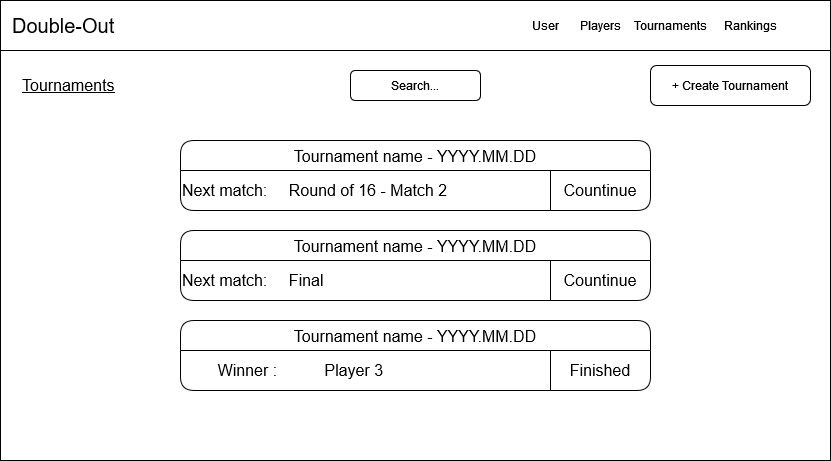 Double-Out User Players Tournaments Rankings
Tournaments Search... + Create Tournament
Tournament name - YYYY.MM.DD
Next match: Round of 16 - Match 2 Countinue
Tournament name - YYYY.MM.DD
Next match: Final Countinue
Tournament name - YYYY.MM.DD
Winner : Player 3 Finished